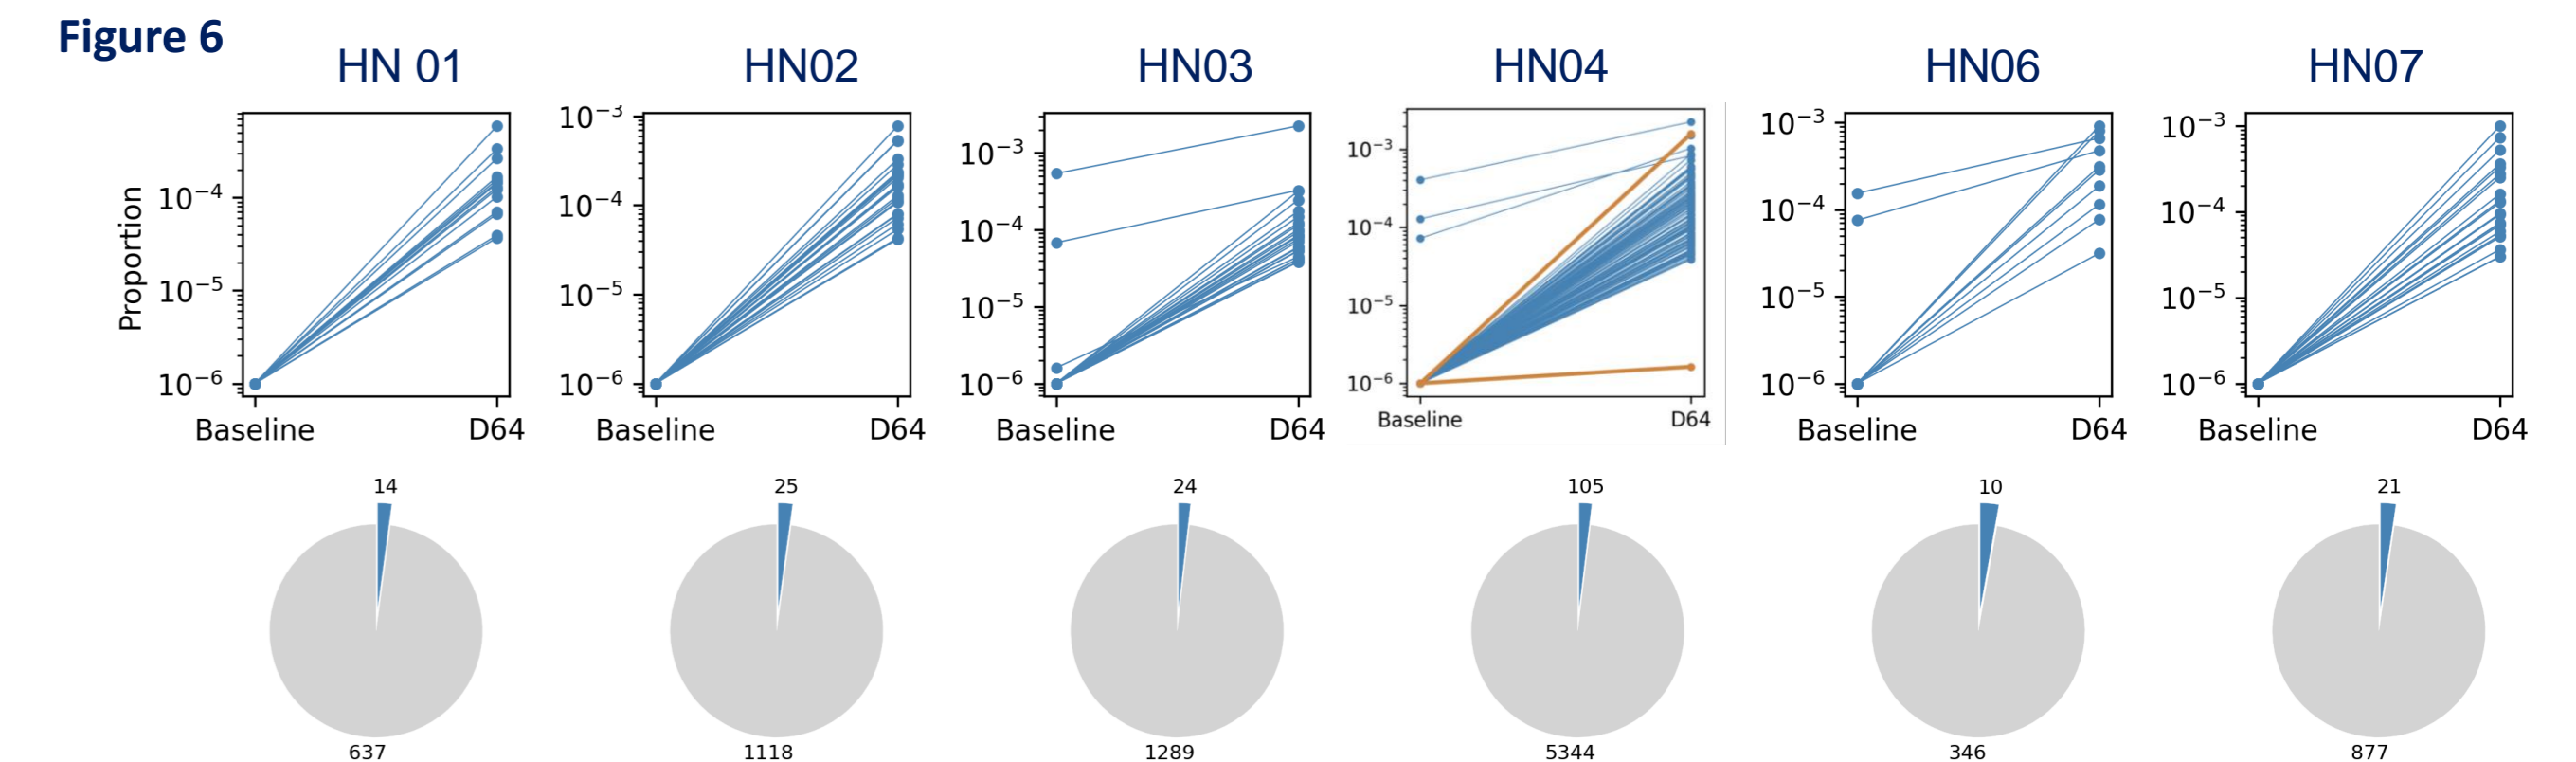 Figure 6
HN 01
HN02
HN03
HN04
HN06
HN07
Proportion
10⁻⁴
10⁻⁵
10⁻⁶
Baseline D64
10⁻³
10⁻⁴
10⁻⁵
10⁻⁶
Baseline D64
10⁻³
10⁻⁴
10⁻⁵
10⁻⁶
Baseline D64
10⁻³
10⁻⁴
10⁻⁵
10⁻⁶
Baseline D64
10⁻³
10⁻⁴
10⁻⁵
10⁻�6
Baseline D64
10⁻³
10⁻⁴
10⁻⁵
10⁻⁶
Baseline D64
14
25
24
105
10
21
637
1118
1289
5344
346
877